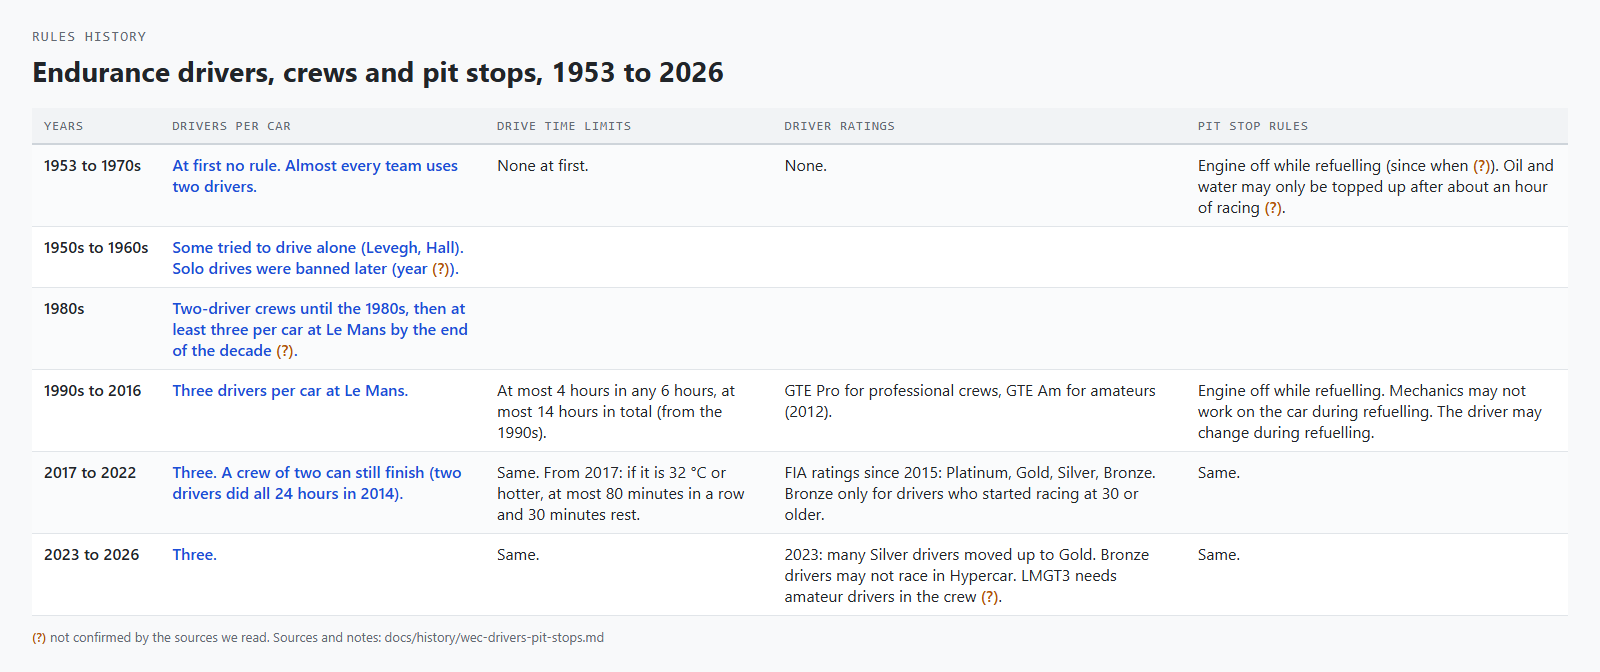 RULES HISTORY
Endurance drivers, crews and pit stops, 1953 to 2026
YEARS DRIVERS PER CAR DRIVE TIME LIMITS DRIVER RATINGS PIT STOP RULES
1953 to 1970s
At first no rule. Almost every team uses
two drivers.
None at first.
None.
Engine off while refuelling (since when (?)). Oil and
water may only be topped up after about an hour
of racing (?).
1950s to 1960s
Some tried to drive alone (Levegh, Hall).
Solo drives were banned later (year (?)).
1980s
Two-driver crews until the 1980s, then at
least three per car at Le Mans by the end
of the decade (?).
1990s to 2016
Three drivers per car at Le Mans.
At most 4 hours in any 6 hours, at
most 14 hours in total (from the
1990s).
GTE Pro for professional crews, GTE Am for amateurs
(2012).
Engine off while refuelling. Mechanics may not
work on the car during refuelling. The driver may
change during refuelling.
2017 to 2022
Three. A crew of two can still finish (two
drivers did all 24 hours in 2014).
Same. From 2017: if it is 32 °C or
hotter, at most 80 minutes in a row
and 30 minutes rest.
FIA ratings since 2015: Platinum, Gold, Silver, Bronze.
Bronze only for drivers who started racing at 30 or
older.
Same.
2023 to 2026
Three.
Same.
2023: many Silver drivers moved up to Gold. Bronze
drivers may not race in Hypercar. LMGT3 needs
amateur drivers in the crew (?).
Same.
(?) not confirmed by the sources we read. Sources and notes: docs/history/wec-drivers-pit-stops.md